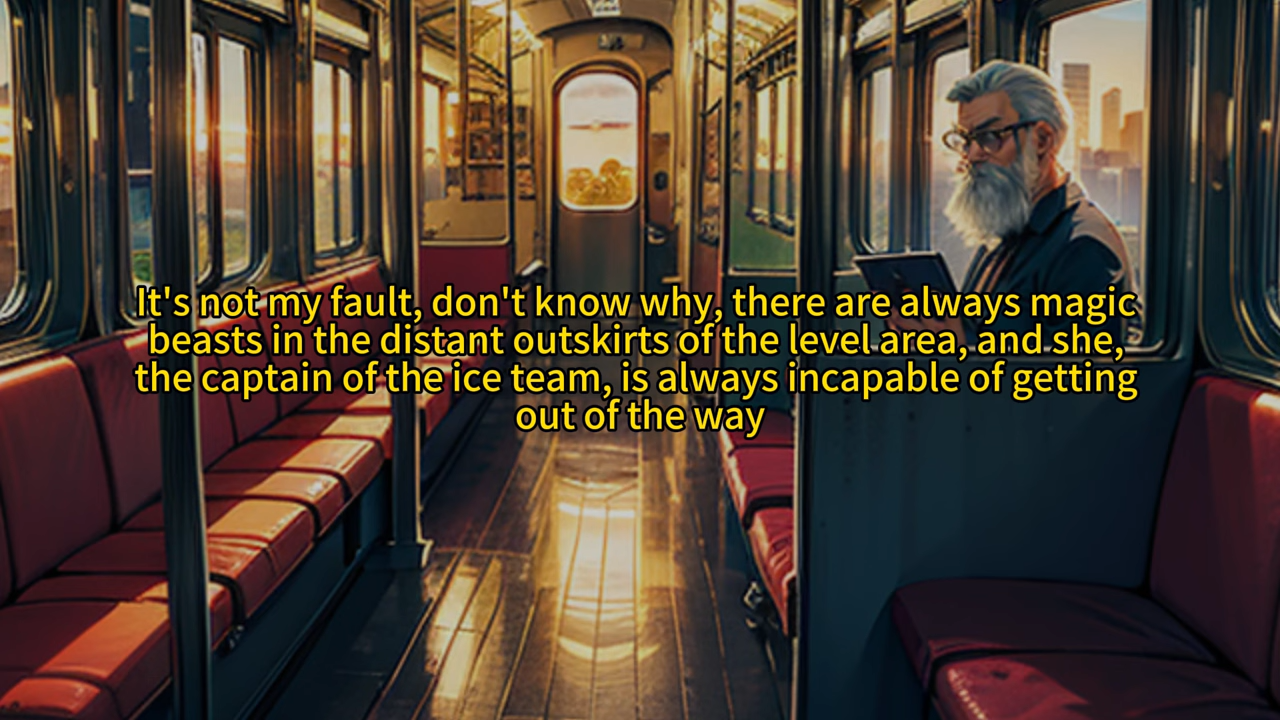 It's not my fault, don't know why, there are always magic
beasts in the distant outskirts of the level area, and she,
the captain of the ice team, is always incapable of getting
out of the way